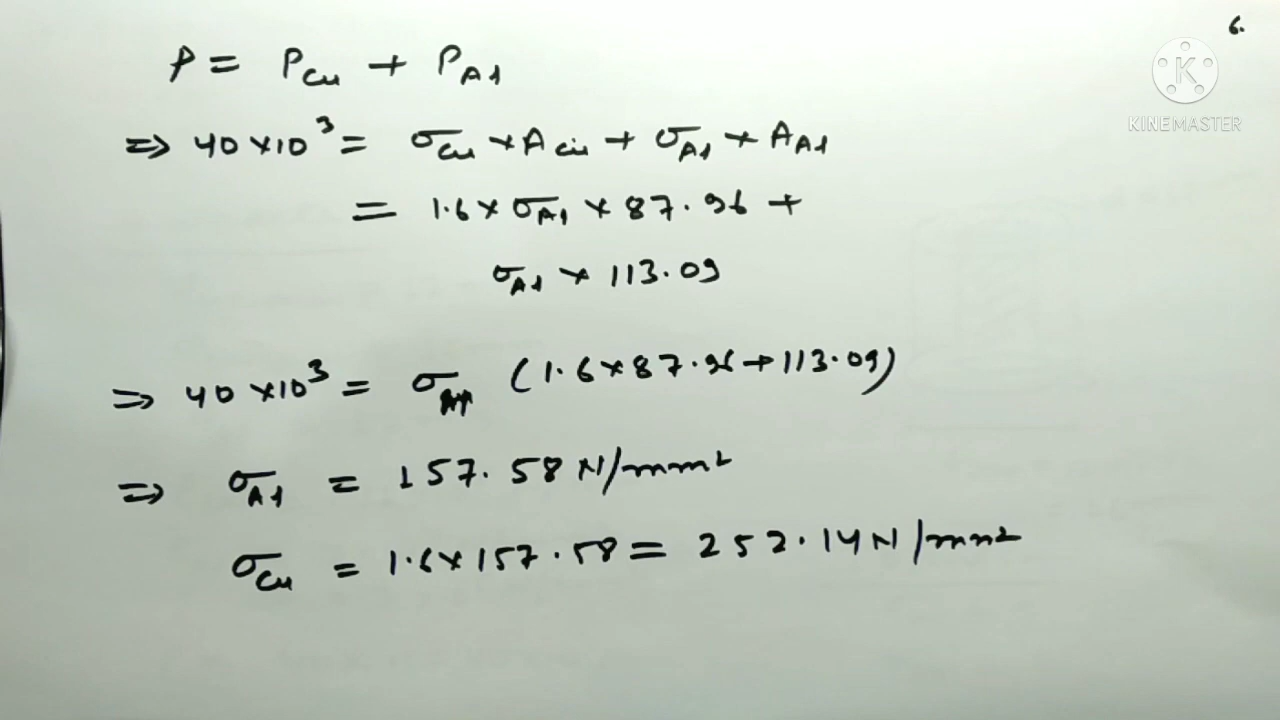 6.
KINEMASTER
P = P_Cu + P_Al
⇒ 40 × 10³ = σ_Cu × A_Cu + σ_Al × A_Al
= 1.6 × σ_Al × 87.96 +
σ_Al × 113.09
⇒ 40 × 10³ = σ_Al (1.6 × 87.96 + 113.09)
⇒ σ_Al = 157.58 N/mm²
σ_Cu = 1.6 × 157.58 = 252.14 N/mm²